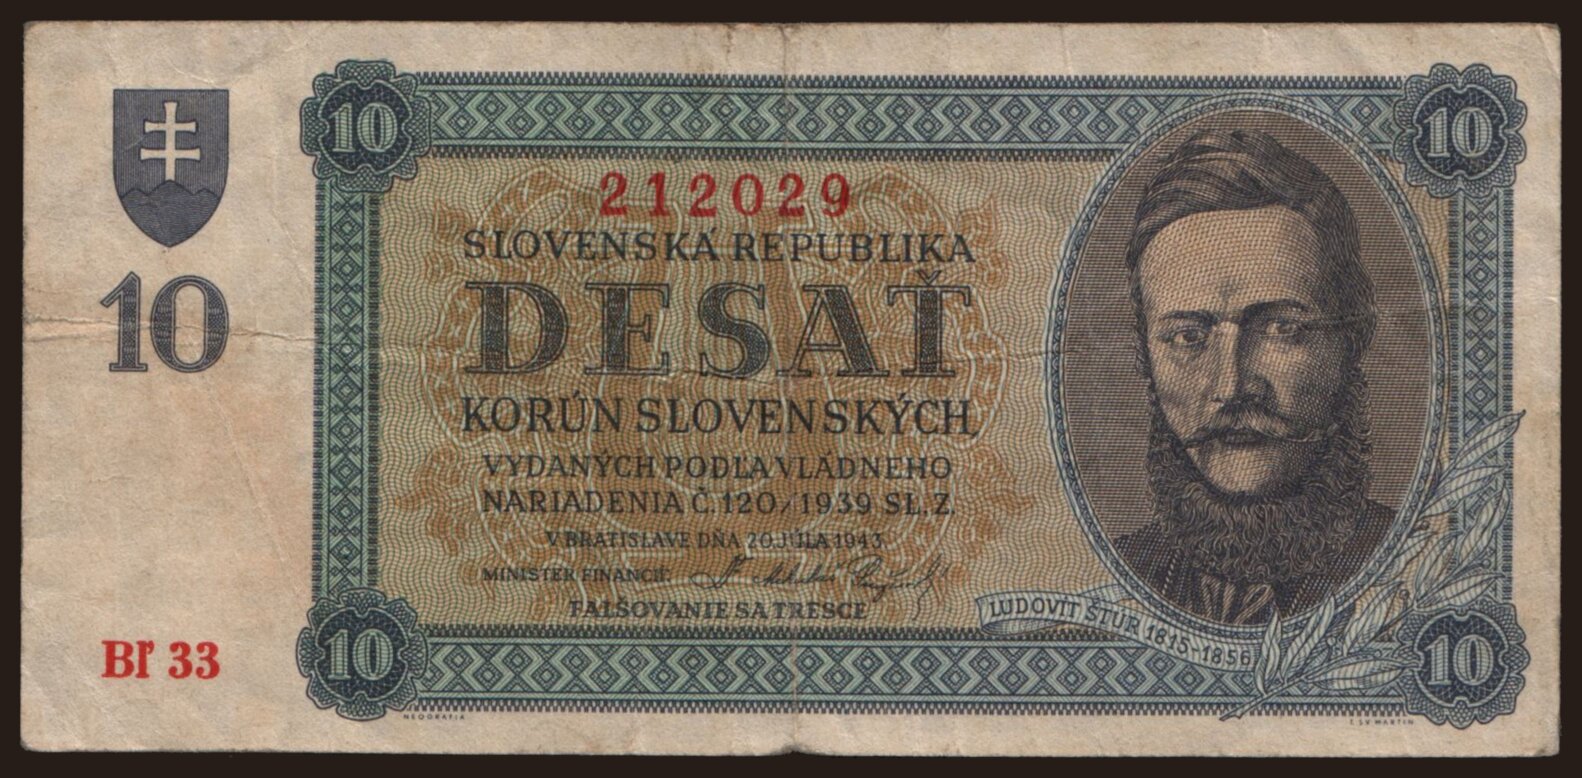 10
10
212029
SLOVENSKÁ REPUBLIKA
10
DESAŤ
KORÚN SLOVENSKÝCH,
VYDANÝCH PODĽA VLÁDNEHO
NARIADENIA Č. 120/1939 SL. Z.
V BRATISLAVE DŇA 20. JÚLA 1943.
MINISTER FINANCIÍ:
FALŠOVANIE SA TRESCE
ĽUDOVÍT ŠTÚR 1815-1856
Bľ 33
10
10
NEOGRAFIA
Š. SV. MARTIN